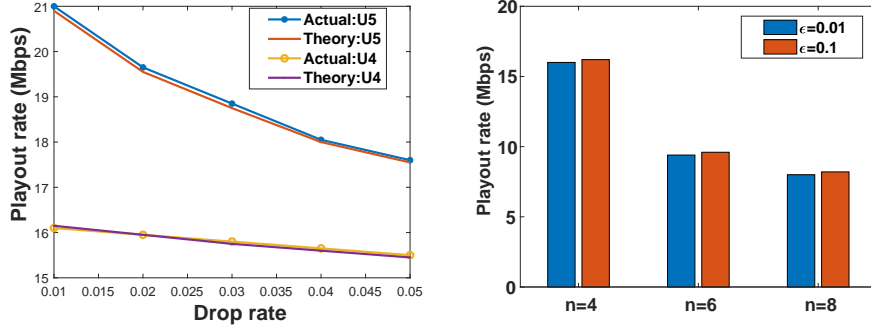 21
20
19
18
17
16
15
Playout rate (Mbps)
0.01 0.015 0.02 0.025 0.03 0.035 0.04 0.045 0.05
Drop rate
Actual:U5
Theory:U5
Actual:U4
Theory:U4
20
15
10
5
0
Playout rate (Mbps)
n=4 n=6 n=8
ϵ=0.01
ϵ=0.1